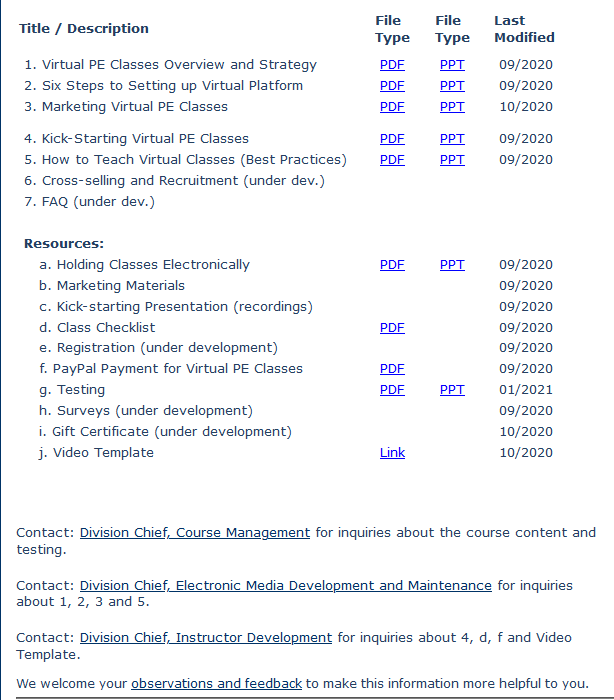 Title / Description File Type File Type Last Modified
1. Virtual PE Classes Overview and Strategy PDF PPT 09/2020
2. Six Steps to Setting up Virtual Platform PDF PPT 09/2020
3. Marketing Virtual PE Classes PDF PPT 10/2020
4. Kick-Starting Virtual PE Classes PDF PPT 09/2020
5. How to Teach Virtual Classes (Best Practices) PDF PPT 09/2020
6. Cross-selling and Recruitment (under dev.)
7. FAQ (under dev.)
Resources:
a. Holding Classes Electronically PDF PPT 09/2020
b. Marketing Materials 09/2020
c. Kick-starting Presentation (recordings) 09/2020
d. Class Checklist PDF 09/2020
e. Registration (under development) 09/2020
f. PayPal Payment for Virtual PE Classes PDF 09/2020
g. Testing PDF PPT 01/2021
h. Surveys (under development) 09/2020
i. Gift Certificate (under development) 10/2020
j. Video Template Link 10/2020
Contact: Division Chief, Course Management for inquiries about the course content and
testing.
Contact: Division Chief, Electronic Media Development and Maintenance for inquiries
about 1, 2, 3 and 5.
Contact: Division Chief, Instructor Development for inquiries about 4, d, f and Video
Template.
We welcome your observations and feedback to make this information more helpful to you.